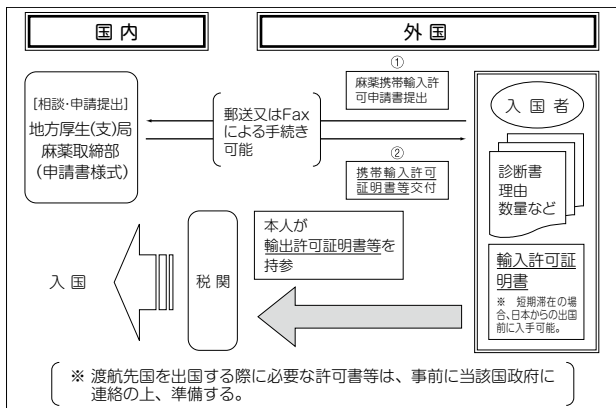 国内
外国
①
麻薬携帯輸入許
可申請書提出
[相談・申請提出]
地方厚生(支)局
麻薬取締部
(申請書様式)
郵送又はFax
による手続き
可能
入国者
②
携帯輸入許可
証明書等交付
診断書
理由
数量など
本人が
輸出許可証明書等を
持参
入国
税関
輸入許可証
明書
※ 短期滞在の場
合、日本からの出国
前に入手可能。
※ 渡航先国を出国する際に必要な許可書等は、事前に当該国政府に
連絡の上、準備する。